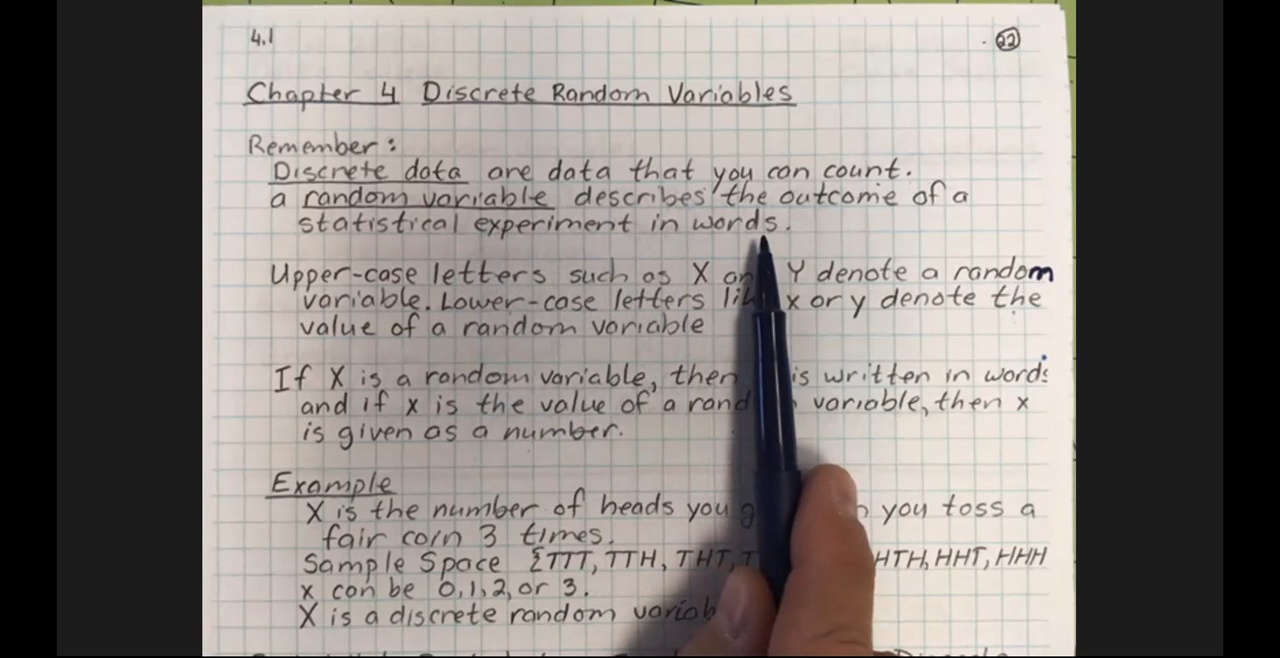 4.1
22
Chapter 4 Discrete Random Variables
Remember:
Discrete data are data that you can count.
a random variable describes the outcome of a
statistical experiment in words.
Upper-case letters such as X Y denote a random
variable. Lower-case letters x or y denote the
value of a random variable
If X is a random variable, then is written in words
and if x is the value of a variable, then x
is given as a number.
Example
X is the number of heads you you toss a
fair coin 3 times.
Sample Space {TTT, TTH, THT, HTH, HHT, HHH
x can be 0,1,2, or 3.
X is a discrete random